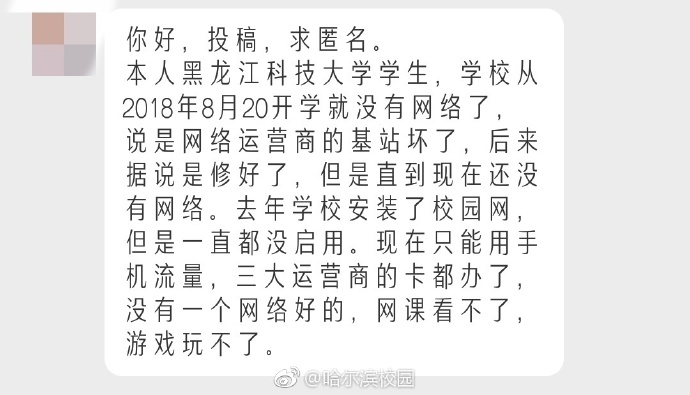 你好，投稿，求匿名。
本人黑龙江科技大学学生，学校从
2018年8月20开学就没有网络了，
说是网络运营商的基站坏了，后来
据说是修好了，但是直到现在还没
有网络。去年学校安装了校园网，
但是一直都没启用。现在只能用手
机流量，三大运营商的卡都办了，
没有一个网络好的，网课看不了，
游戏玩不了。
@哈尔滨校园